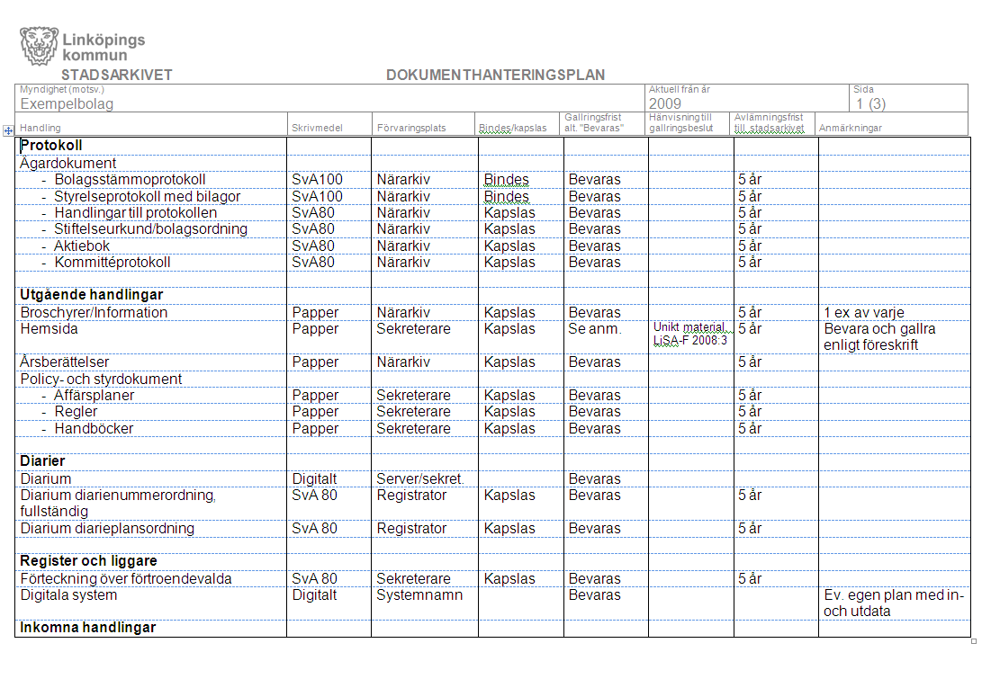 Linköpings
kommun
STADSARKIVET DOKUMENTHANTERINGSPLAN
Myndighet (motsv.) Aktuell från år Sida
Exempelbolag 2009 1 (3)
Handling Skrivmedel Förvaringsplats Bindes/kapslas Gallringsfrist alt. "Bevaras" Hänvisning till gallringsbeslut Avlämningsfrist till stadsarkivet Anmärkningar
Protokoll
Ägardokument
- Bolagsstämmoprotokoll SvA100 Närarkiv Bindes Bevaras 5 år
- Styrelseprotokoll med bilagor SvA100 Närarkiv Bindes Bevaras 5 år
- Handlingar till protokollen SvA80 Närarkiv Kapslas Bevaras 5 år
- Stiftelseurkund/bolagsordning SvA80 Närarkiv Kapslas Bevaras 5 år
- Aktiebok SvA80 Närarkiv Kapslas Bevaras 5 år
- Kommittéprotokoll SvA80 Närarkiv Kapslas Bevaras 5 år
Utgående handlingar
Broschyrer/Information Papper Närarkiv Kapslas Bevaras 5 år 1 ex av varje
Hemsida Papper Sekreterare Kapslas Se anm. Unikt material, 5 år Bevara och gallra
LiSA-F 2008:3 enligt föreskrift
Årsberättelser Papper Närarkiv Kapslas Bevaras 5 år
Policy- och styrdokument
- Affärsplaner Papper Sekreterare Kapslas Bevaras 5 år
- Regler Papper Sekreterare Kapslas Bevaras 5 år
- Handböcker Papper Sekreterare Kapslas Bevaras 5 år
Diarier
Diarium Digitalt Server/sekret. Bevaras
Diarium diarienummerordning, SvA 80 Registrator Kapslas Bevaras 5 år
fullständig
Diarium diarieplansordning SvA 80 Registrator Kapslas Bevaras 5 år
Register och liggare
Förteckning över förtroendevalda SvA 80 Sekreterare Kapslas Bevaras 5 år
Digitala system Digitalt Systemnamn Bevaras Ev. egen plan med in-
och utdata
Inkomna handlingar